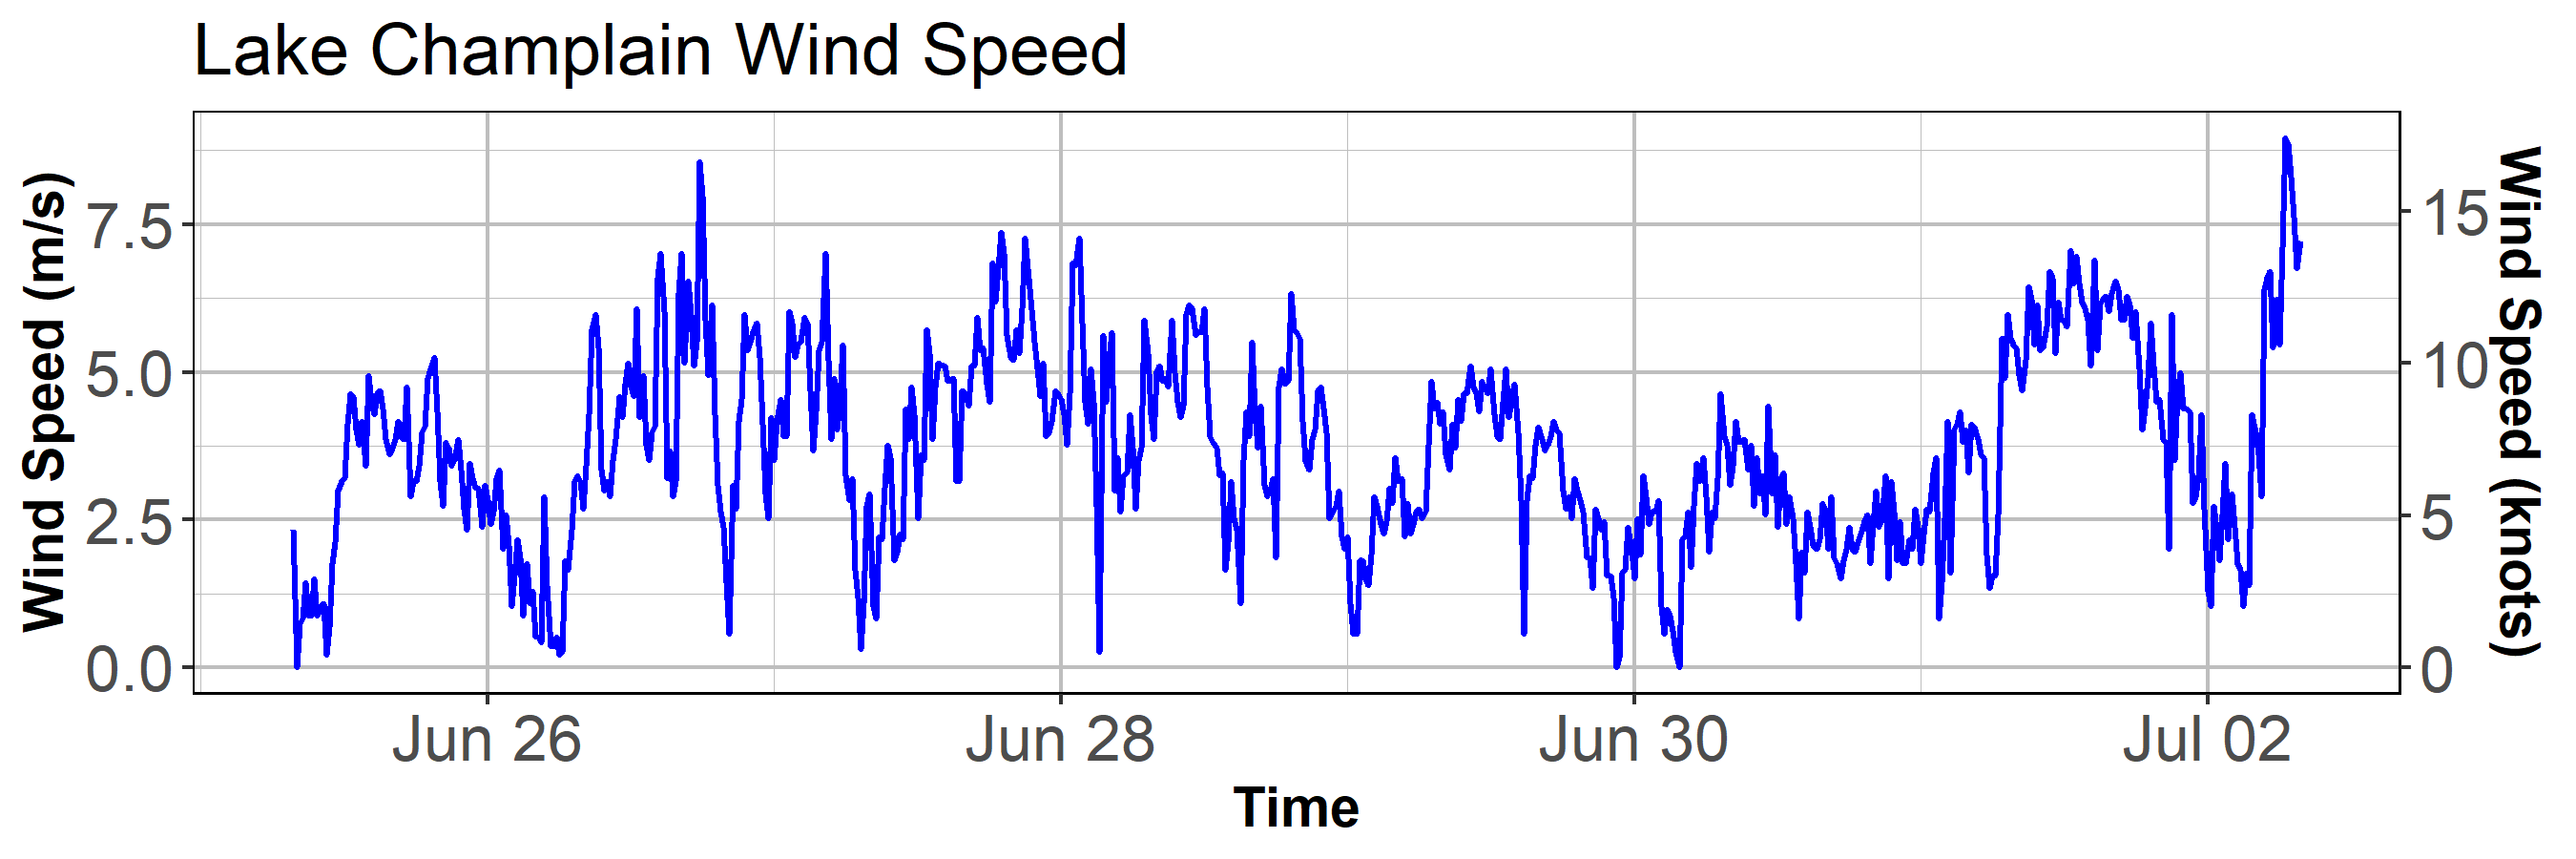 Lake Champlain Wind Speed
Wind Speed (m/s)
7.5
5.0
2.5
0.0
15
10
5
0
Wind Speed (knots)
Jun 26
Jun 28
Jun 30
Jul 02
Time